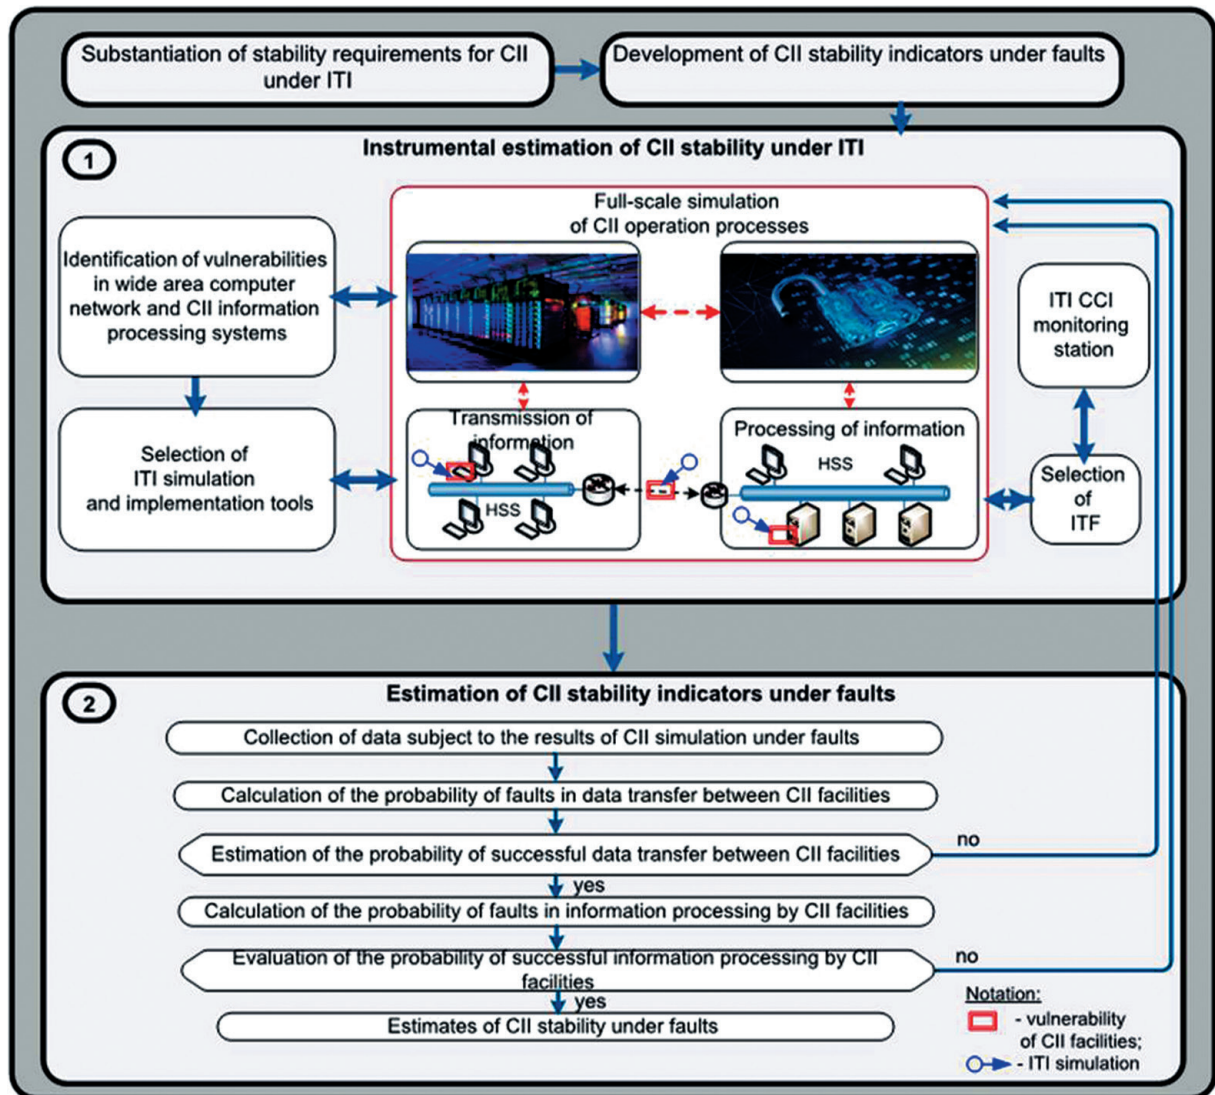 Substantiation of stability requirements for CII
under ITI
Development of CII stability indicators under faults
1
Instrumental estimation of CII stability under ITI
Full-scale simulation
of CII operation processes
Identification of vulnerabilities
in wide area computer
network and CII information
processing systems
ITI CCI
monitoring
station
Selection of
ITI simulation
and implementation tools
Transmission of
information
HSS
Processing of information
HSS
Selection
of
ITF
2
Estimation of CII stability indicators under faults
Collection of data subject to the results of CII simulation under faults
Calculation of the probability of faults in data transfer between CII facilities
Estimation of the probability of successful data transfer between CII facilities
no
yes
Calculation of the probability of faults in information processing by CII facilities
Evaluation of the probability of successful information processing by CII
facilities
no
yes
Estimates of CII stability under faults
Notation:
- vulnerability
of CII facilities;
- ITI simulation